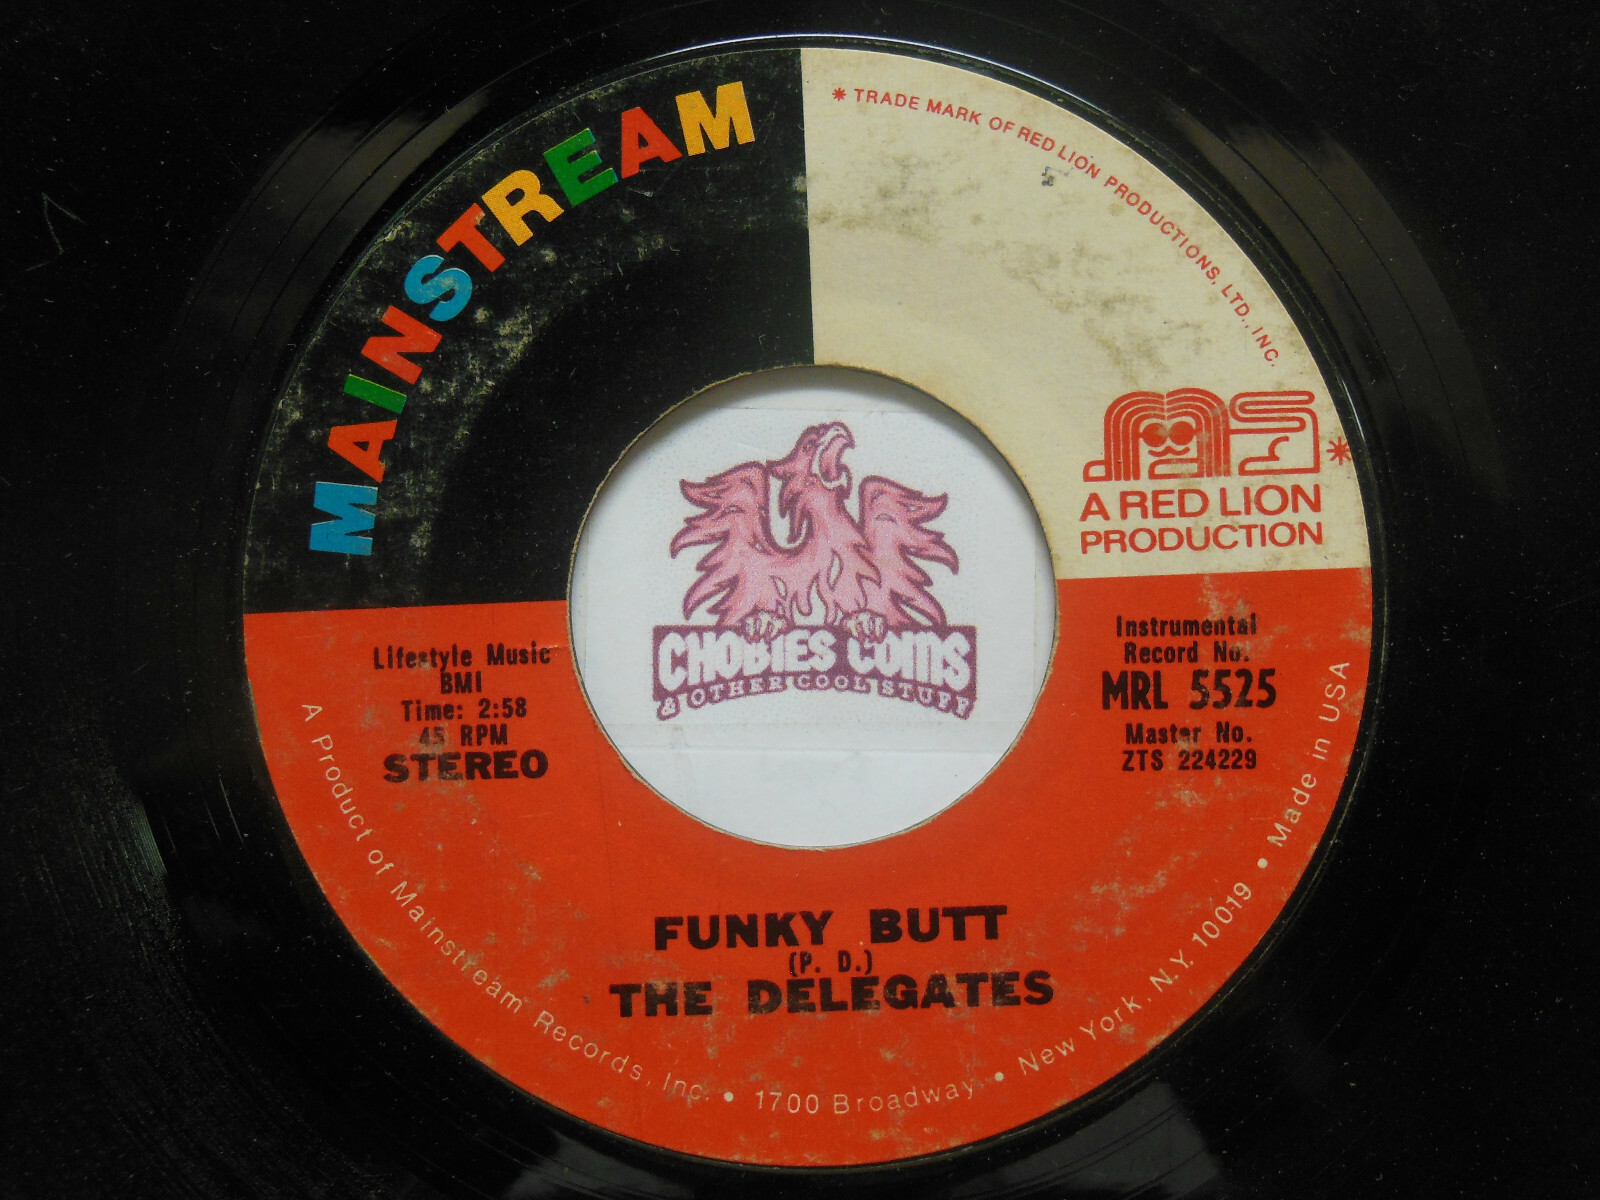 MAINSTREAM
* TRADE MARK OF RED LION PRODUCTIONS, LTD., INC.
*
A RED LION
PRODUCTION
CHOBIES COINS
& OTHER COOL STUFF
Lifestyle Music
BMI
Time: 2:58
45 RPM
STEREO
Instrumental
Record No.
MRL 5525
Master No.
ZTS 224229
FUNKY BUTT
(P. D.)
THE DELEGATES
A Product of Mainstream Records, Inc. • 1700 Broadway • New York, N.Y. 10019 • Made in USA